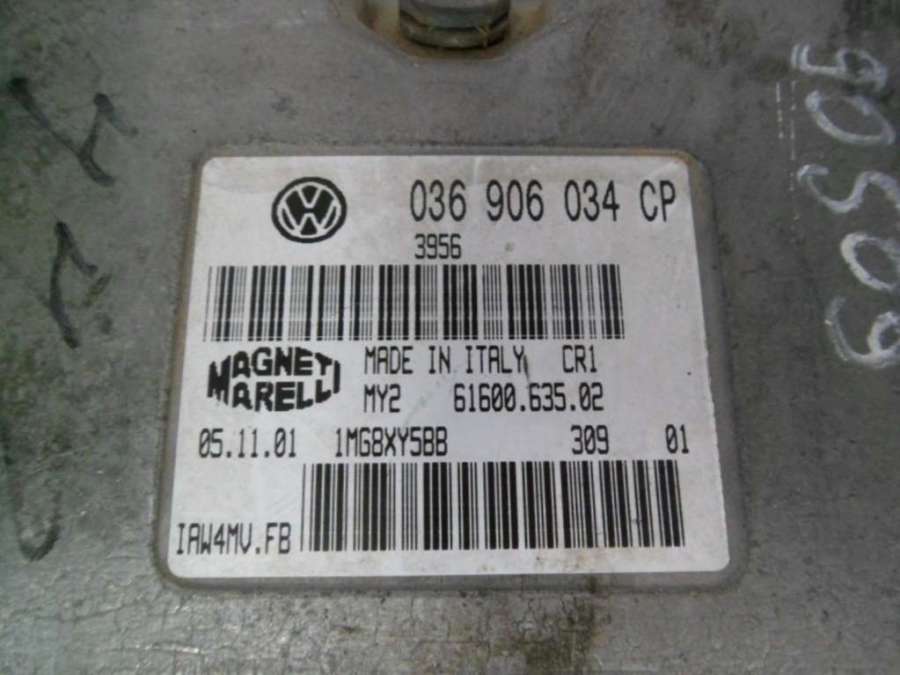 036 906 034 CP
3956
MAGNETI MARELLI
MADE IN ITALY CR1
MY2 61600.635.02
05.11.01 1MG8XY5BB 309 01
IAW4MV.FB